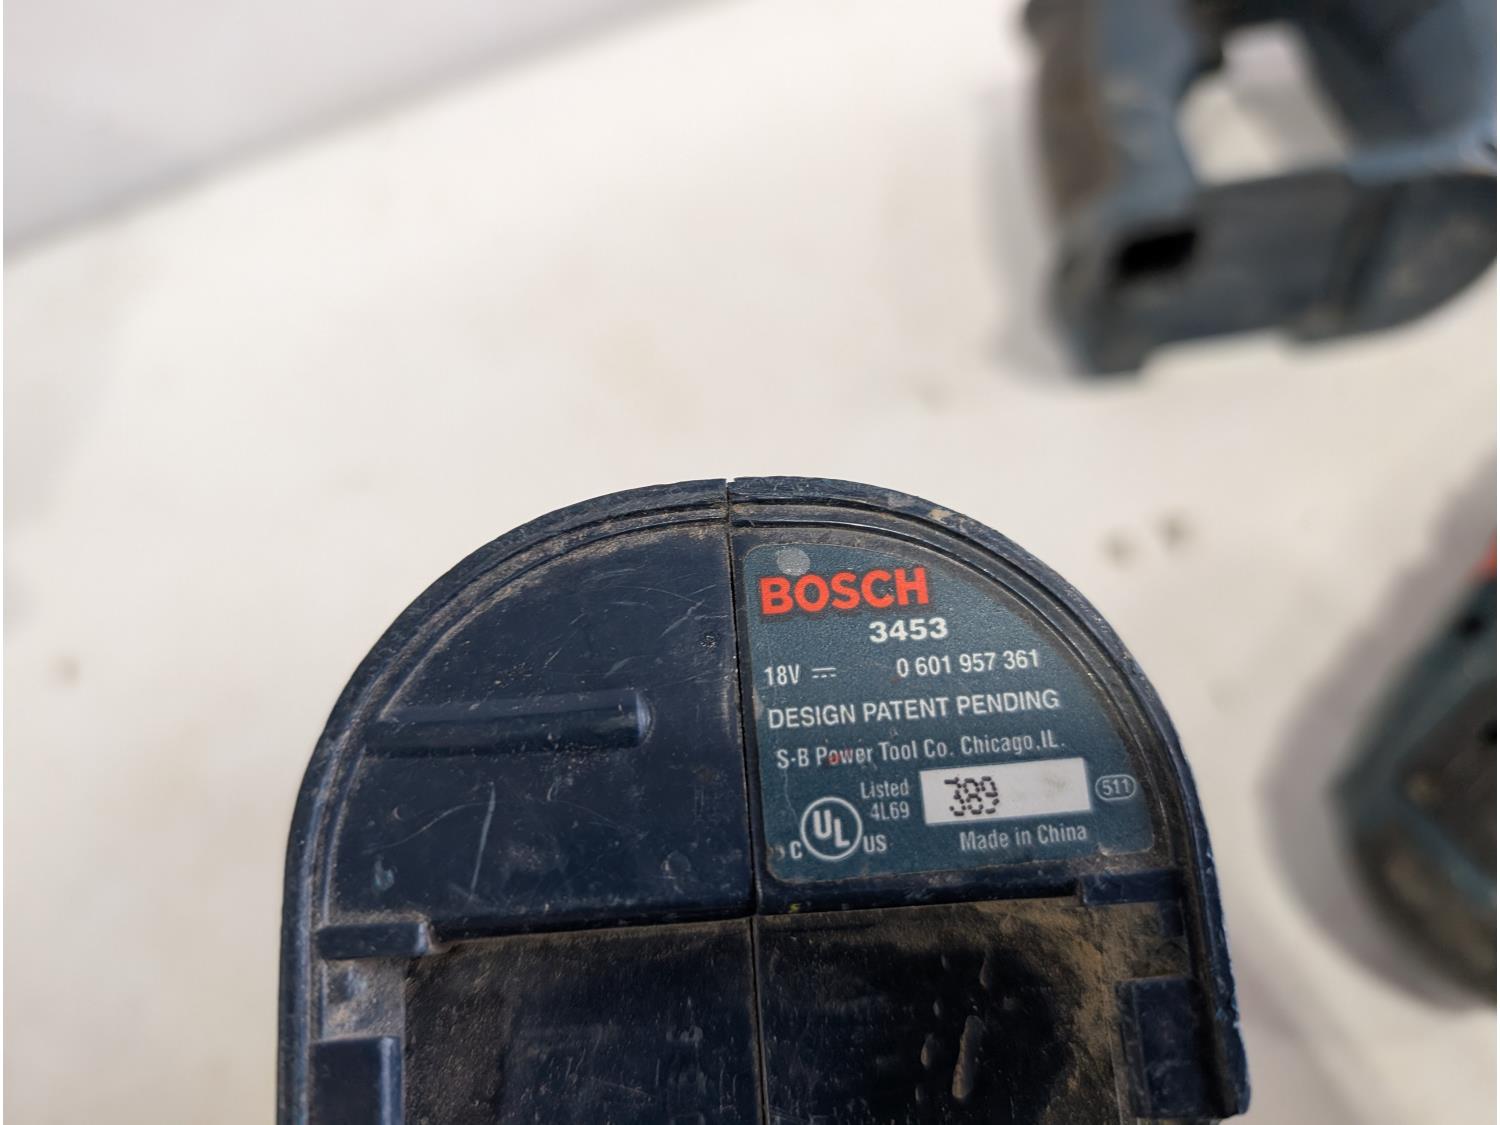 BOSCH
3453
18V 0 601 957 361
DESIGN PATENT PENDING
S-B Power Tool Co. Chicago, IL.
Listed
4L69
389
511
C UL US
Made in China